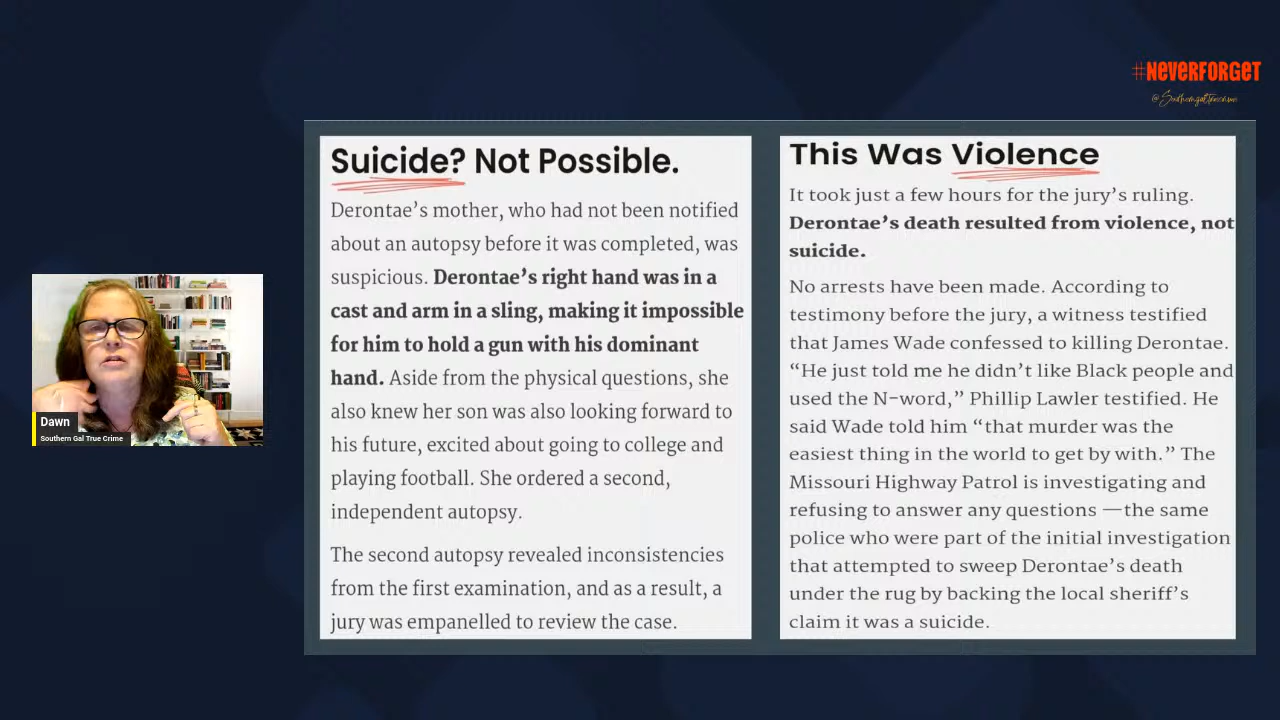 #NEVERFORGET
@Southerngaltruecrime
Suicide? Not Possible.
Derontae’s mother, who had not been notified
about an autopsy before it was completed, was
suspicious. Derontae’s right hand was in a
cast and arm in a sling, making it impossible
for him to hold a gun with his dominant
hand. Aside from the physical questions, she
also knew her son was also looking forward to
his future, excited about going to college and
playing football. She ordered a second,
independent autopsy.
The second autopsy revealed inconsistencies
from the first examination, and as a result, a
jury was empanelled to review the case.
This Was Violence
It took just a few hours for the jury’s ruling.
Derontae’s death resulted from violence, not
suicide.
No arrests have been made. According to
testimony before the jury, a witness testified
that James Wade confessed to killing Derontae.
“He just told me he didn’t like Black people and
used the N-word,” Phillip Lawler testified. He
said Wade told him “that murder was the
easiest thing in the world to get by with.” The
Missouri Highway Patrol is investigating and
refusing to answer any questions —the same
police who were part of the initial investigation
that attempted to sweep Derontae’s death
under the rug by backing the local sheriff’s
claim it was a suicide.
Dawn
Southern Gal True Crime